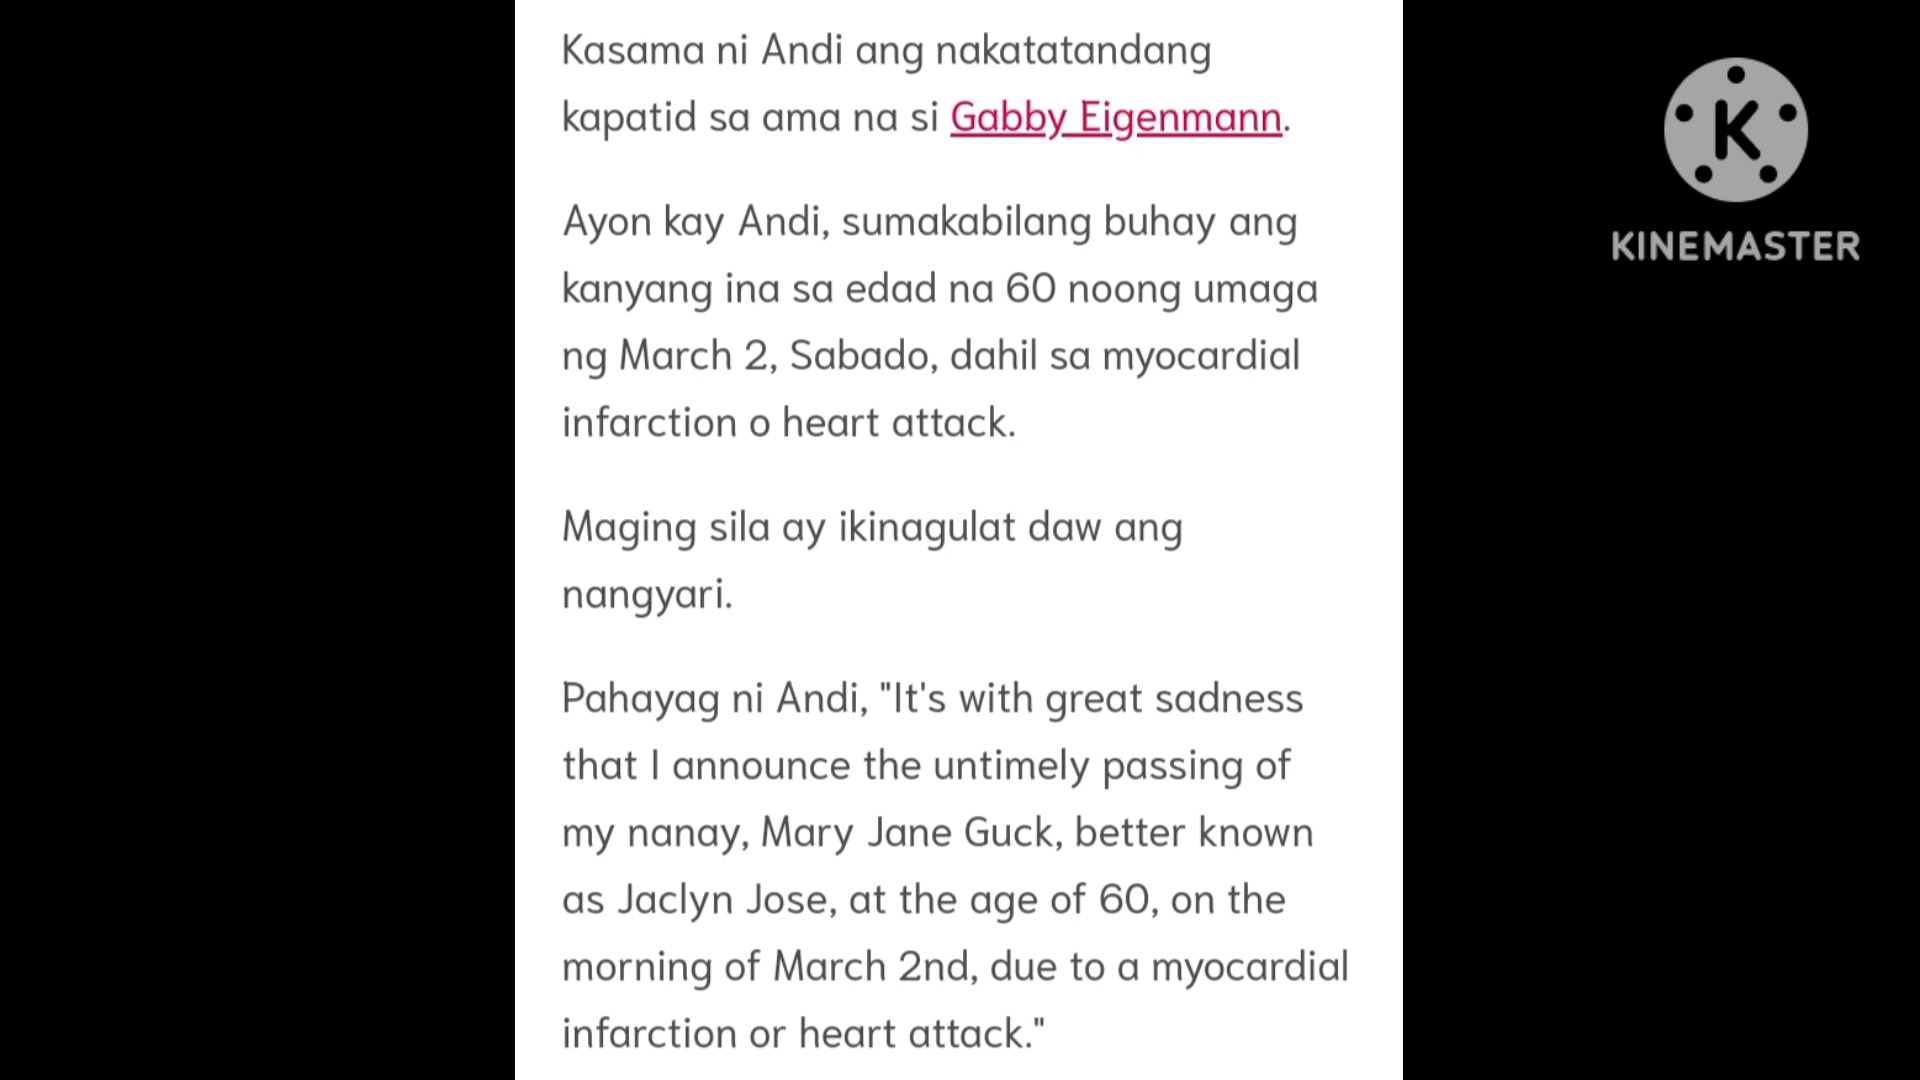 Kasama ni Andi ang nakatatandang
kapatid sa ama na si Gabby Eigenmann.
Ayon kay Andi, sumakabilang buhay ang
kanyang ina sa edad na 60 noong umaga
ng March 2, Sabado, dahil sa myocardial
infarction o heart attack.
Maging sila ay ikinagulat daw ang
nangyari.
Pahayag ni Andi, "It's with great sadness
that I announce the untimely passing of
my nanay, Mary Jane Guck, better known
as Jaclyn Jose, at the age of 60, on the
morning of March 2nd, due to a myocardial
infarction or heart attack."
K
KINEMASTER